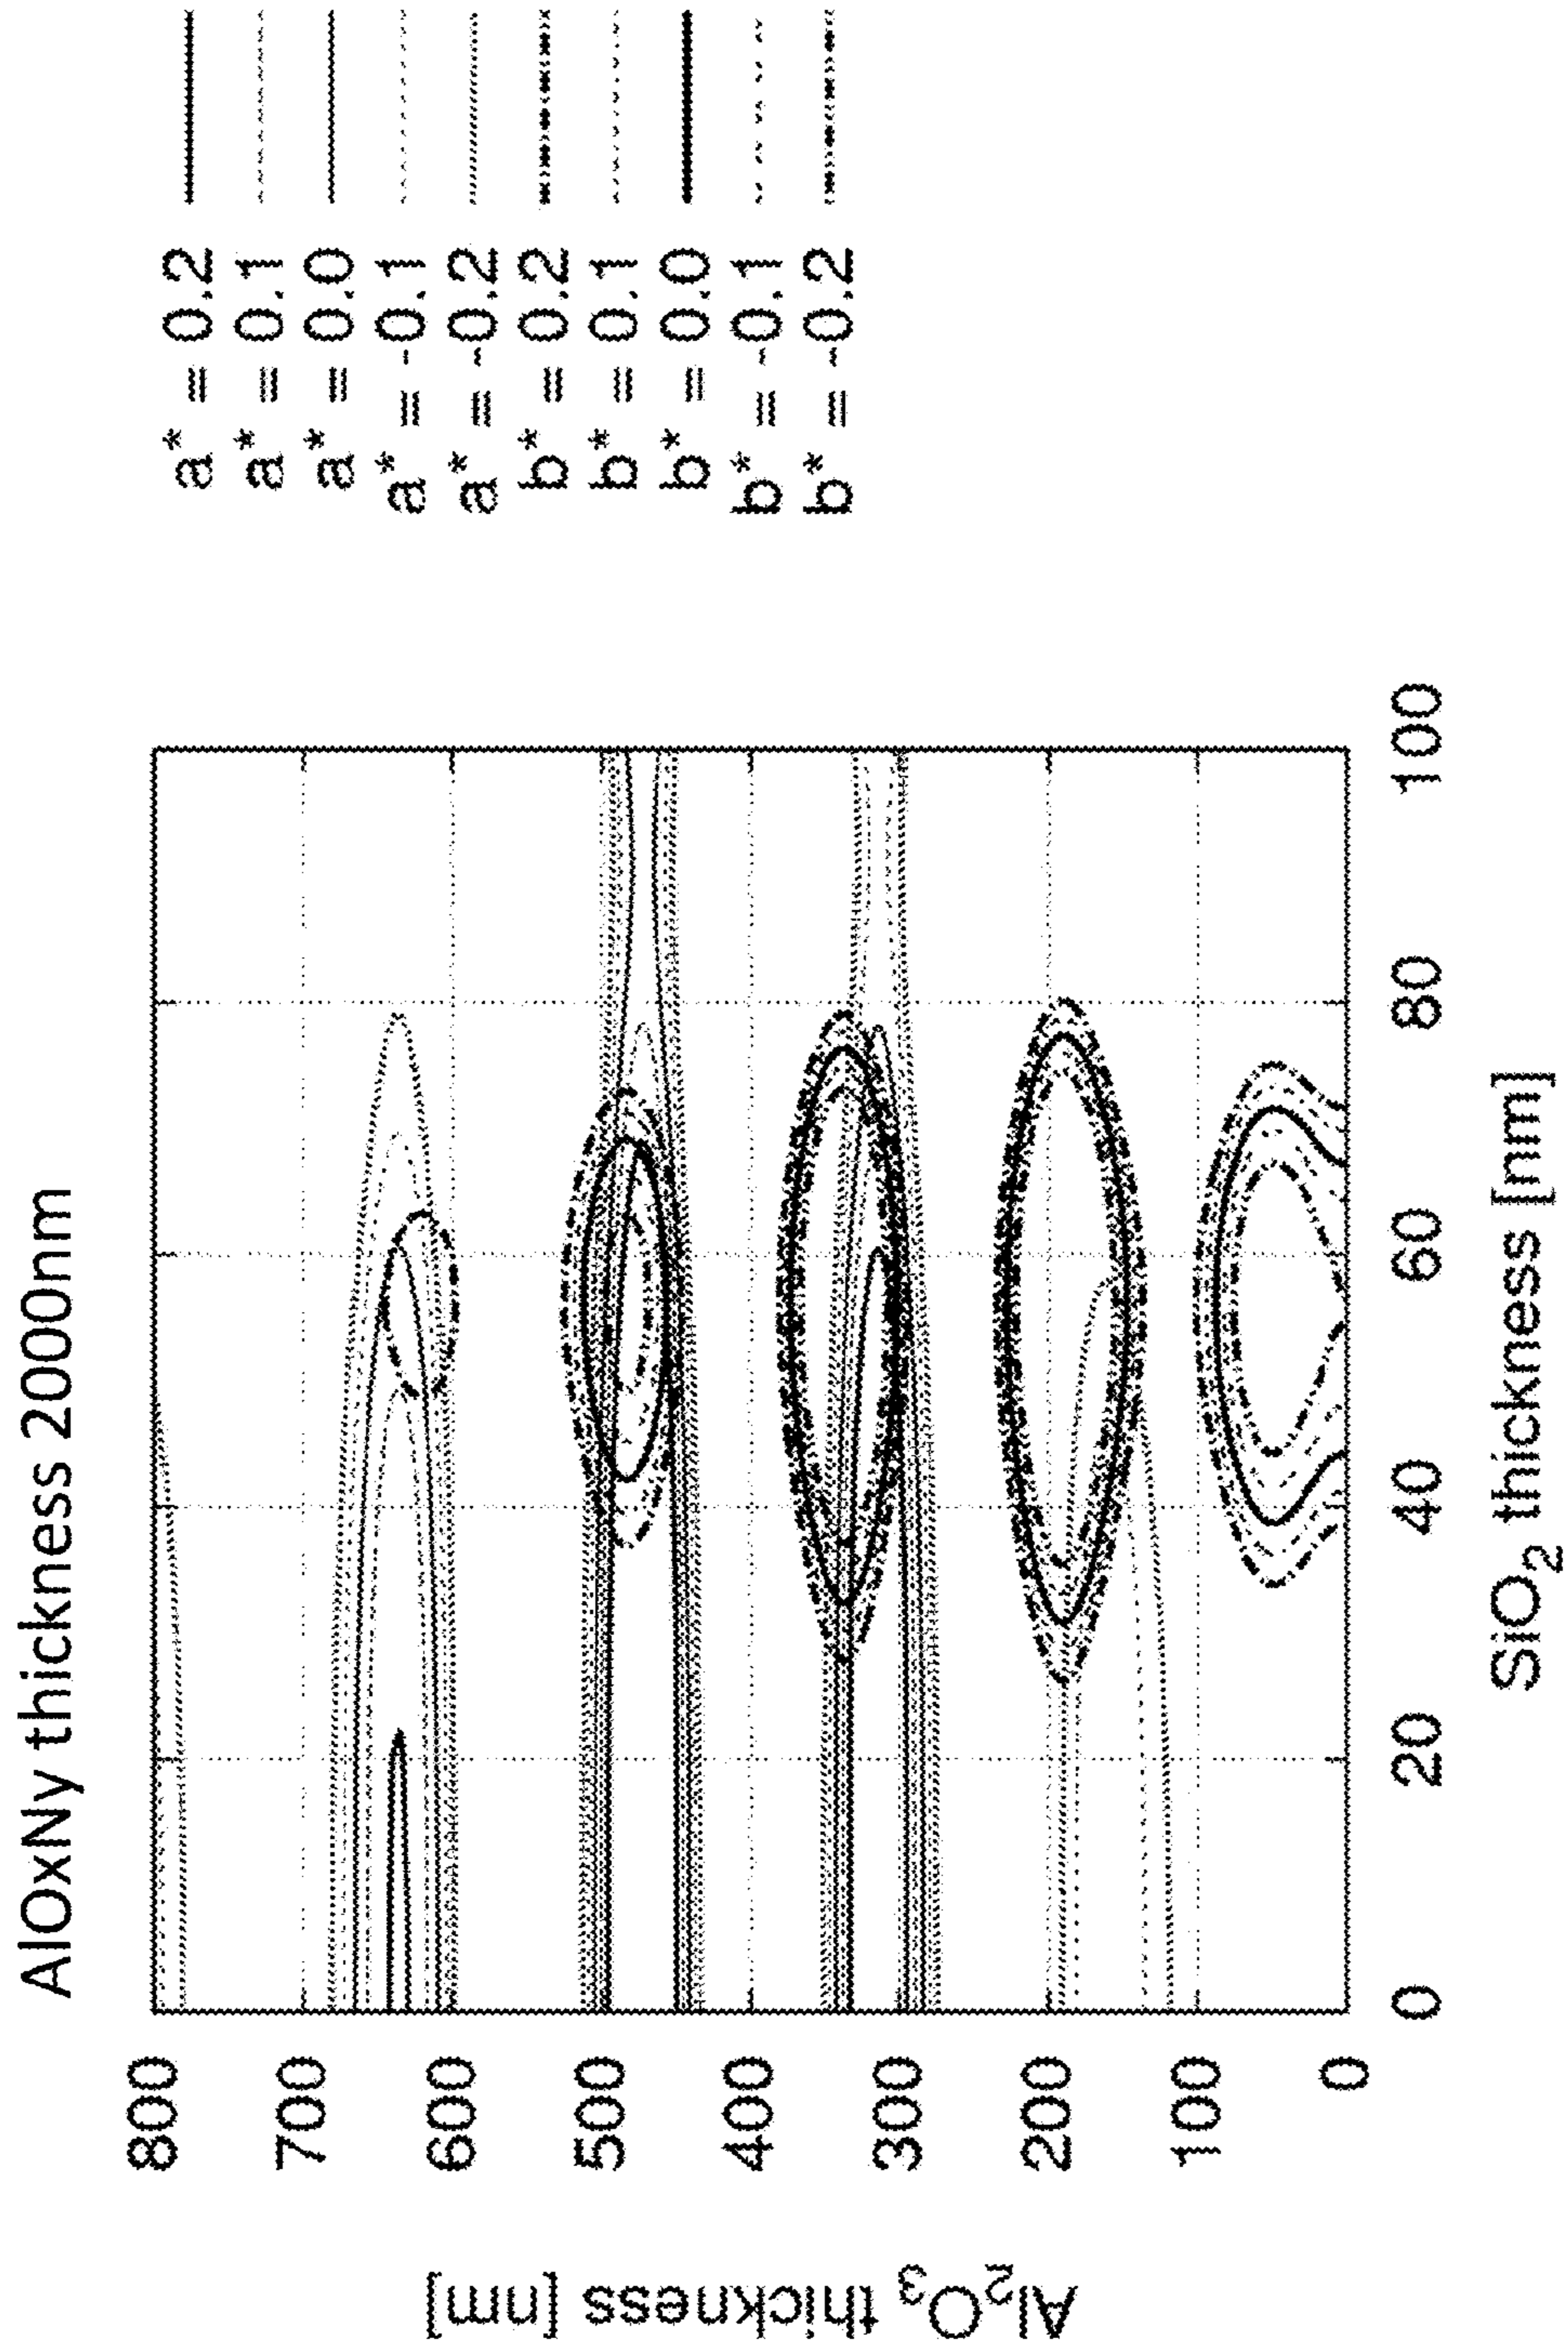 AlOxNy thickness 2000nm
a* = 0.2
a* = 0.1
a* = 0.0
a* = -0.1
a* = -0.2
b* = 0.2
b* = 0.1
b* = 0.0
b* = -0.1
b* = -0.2
Al₂O₃ thickness [nm]
800
700
600
500
400
300
200
100
0
0 20 40 60 80 100
SiO₂ thickness [nm]